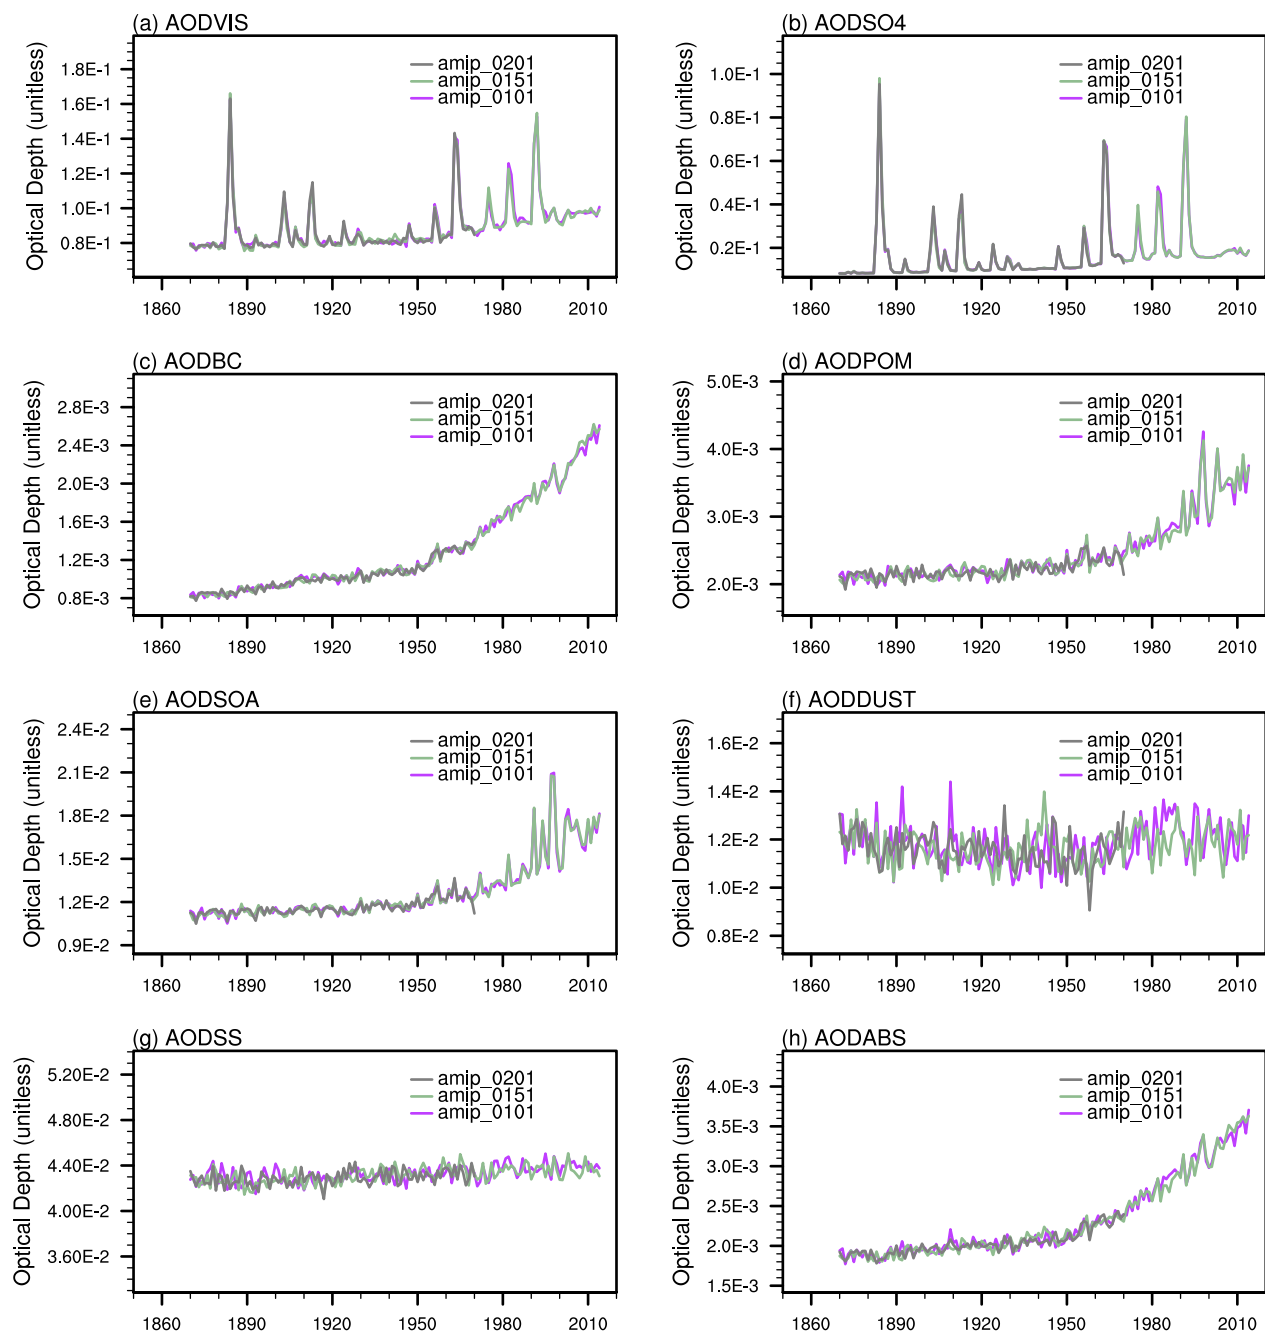 (a) AODVIS
Optical Depth (unitless)
1.8E-1
1.6E-1
1.4E-1
1.2E-1
1.0E-1
0.8E-1
amip_0201
amip_0151
amip_0101
1860 1890 1920 1950 1980 2010
(b) AODSO4
Optical Depth (unitless)
1.0E-1
0.8E-1
0.6E-1
0.4E-1
0.2E-1
amip_0201
amip_0151
amip_0101
1860 1890 1920 1950 1980 2010
(c) AODBC
Optical Depth (unitless)
2.8E-3
2.4E-3
2.0E-3
1.6E-3
1.2E-3
0.8E-3
amip_0201
amip_0151
amip_0101
1860 1890 1920 1950 1980 2010
(d) AODPOM
Optical Depth (unitless)
5.0E-3
4.0E-3
3.0E-3
2.0E-3
amip_0201
amip_0151
amip_0101
1860 1890 1920 1950 1980 2010
(e) AODSOA
Optical Depth (unitless)
2.4E-2
2.1E-2
1.8E-2
1.5E-2
1.2E-2
0.9E-2
amip_0201
amip_0151
amip_0101
1860 1890 1920 1950 1980 2010
(f) AODDUST
Optical Depth (unitless)
1.6E-2
1.4E-2
1.2E-2
1.0E-2
0.8E-2
amip_0201
amip_0151
amip_0101
1860 1890 1920 1950 1980 2010
(g) AODSS
Optical Depth (unitless)
5.20E-2
4.80E-2
4.40E-2
4.00E-2
3.60E-2
amip_0201
amip_0151
amip_0101
1860 1890 1920 1950 1980 2010
(h) AODABS
Optical Depth (unitless)
4.0E-3
3.5E-3
3.0E-3
2.5E-3
2.0E-3
1.5E-3
amip_0201
amip_0151
amip_0101
1860 1890 1920 1950 1980 2010